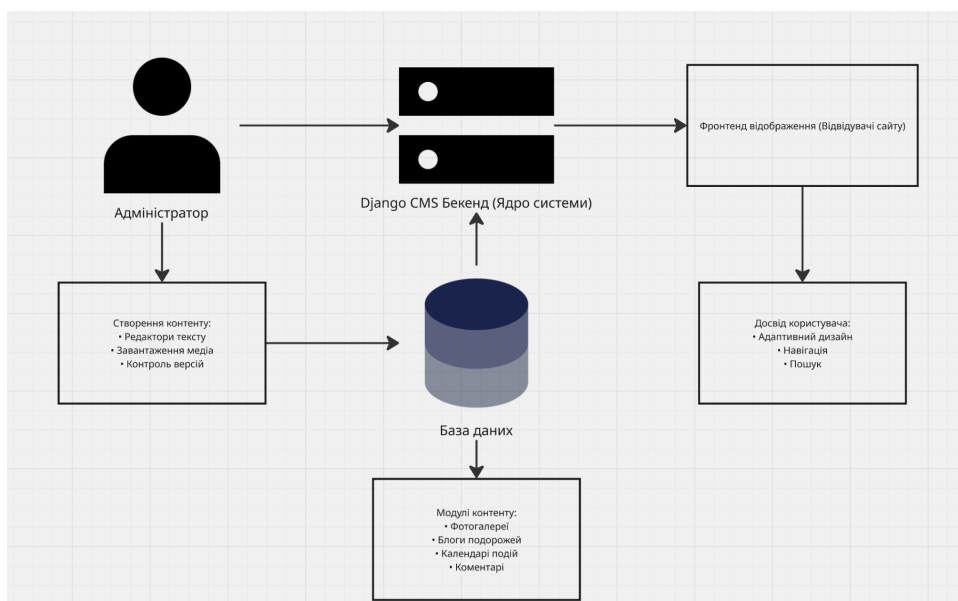 Адміністратор
Django CMS Бекенд (Ядро системи)
Фронтенд відображення (Відвідувачі сайту)
Створення контенту:
• Редактори тексту
• Завантаження медіа
• Контроль версій
База даних
Досвід користувача:
• Адаптивний дизайн
• Навігація
• Пошук
Модулі контенту:
• Фотогалереї
• Блоги подорожей
• Календарі подій
• Коментарі